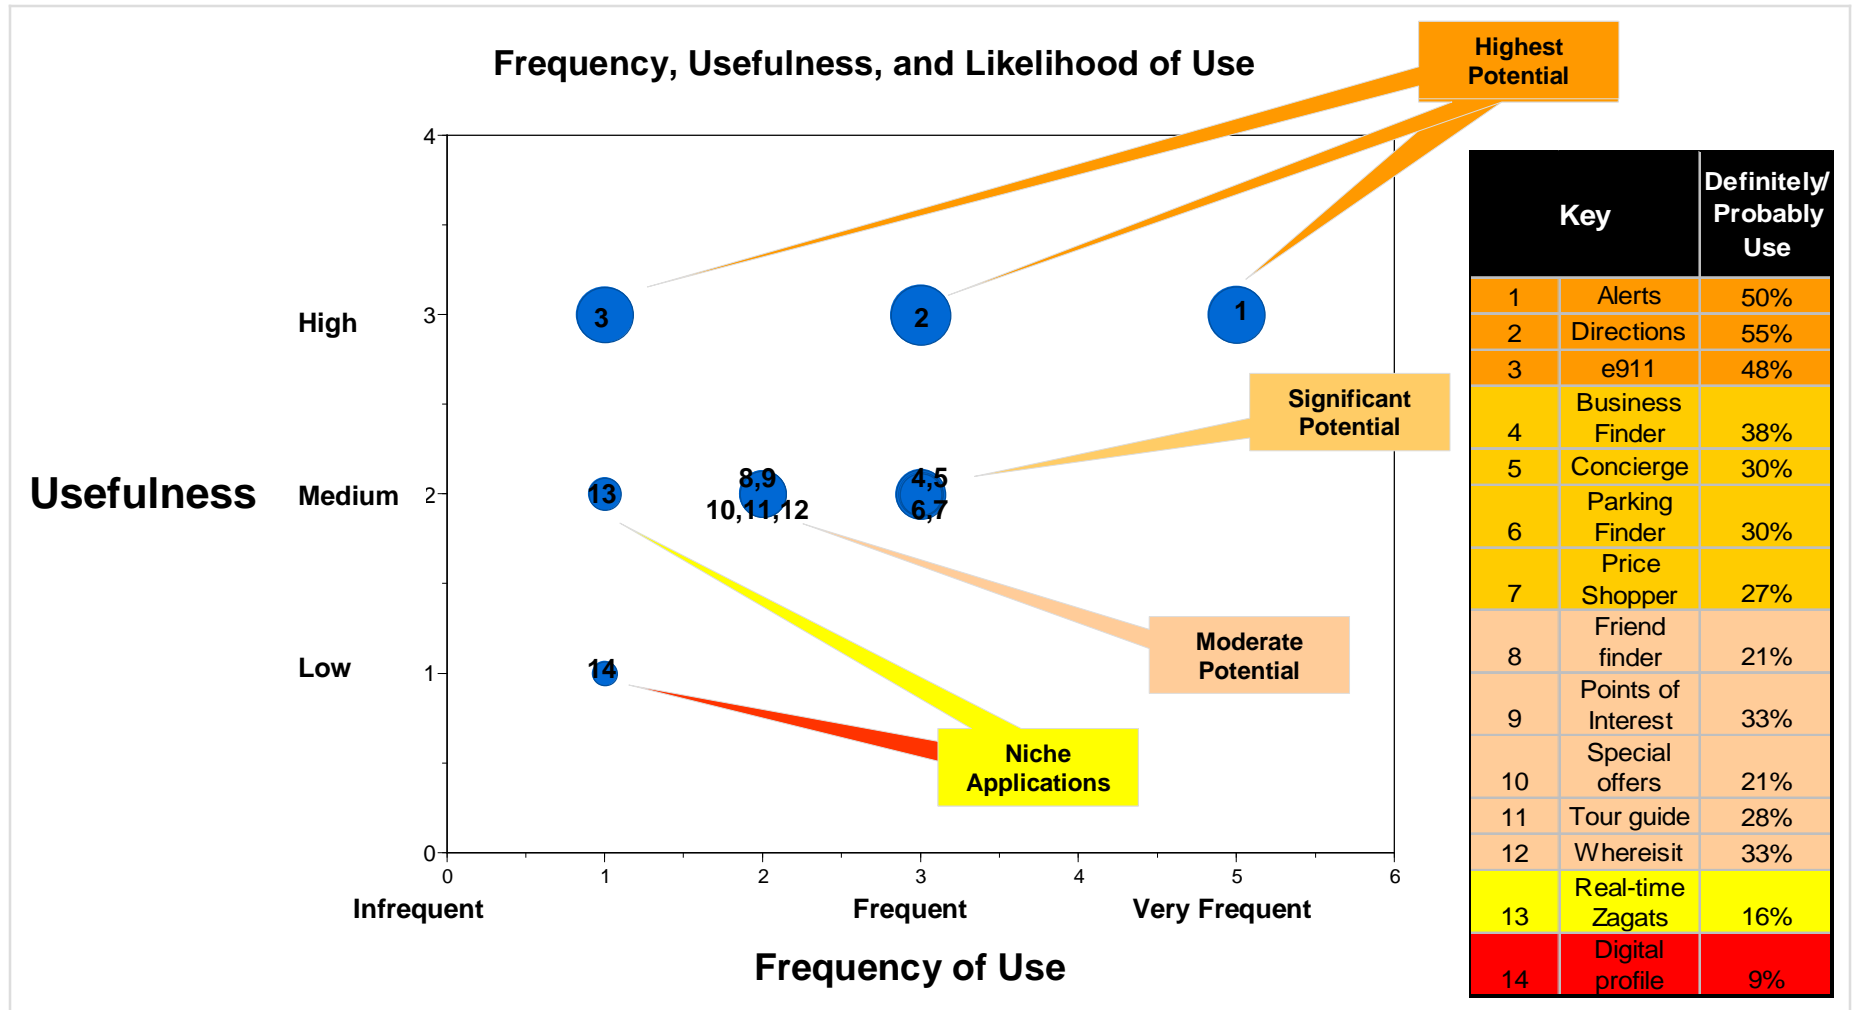 Frequency, Usefulness, and Likelihood of Use
Highest
Potential
4
3
2
1
0
High
Medium
Low
Usefulness
3
2
1
13
8,9
10,11,12
4,5
6,7
14
Significant
Potential
Moderate
Potential
Niche
Applications
0 1 2 3 4 5 6
Infrequent Frequent Very Frequent
Frequency of Use
Key
Definitely/
Probably
Use
1 Alerts 50%
2 Directions 55%
3 e911 48%
Business
4 Finder 38%
5 Concierge 30%
Parking
6 Finder 30%
Price
7 Shopper 27%
Friend
8 finder 21%
Points of
9 Interest 33%
Special
10 offers 21%
11 Tour guide 28%
12 Whereisit 33%
Real-time
13 Zagats 16%
Digital
14 profile 9%